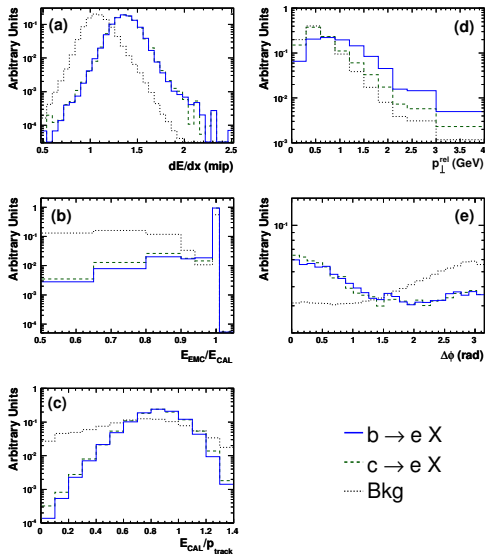 Arbitrary Units
(a)
10⁻¹
10⁻²
10⁻³
10⁻⁴
0.5 1 1.5 2 2.5
dE/dx (mip)
Arbitrary Units
(d)
1
10⁻¹
10⁻²
10⁻³
0 0.5 1 1.5 2 2.5 3 3.5 4
p⊥^rel (GeV)
Arbitrary Units
(b)
1
10⁻¹
10⁻²
10⁻³
10⁻⁴
0.5 0.6 0.7 0.8 0.9 1
E_EMC/E_CAL
Arbitrary Units
(e)
10⁻¹
0 0.5 1 1.5 2 2.5 3
Δϕ (rad)
Arbitrary Units
(c)
1
10⁻¹
10⁻²
10⁻³
10⁻⁴
0 0.2 0.4 0.6 0.8 1 1.2 1.4
E_CAL/p_track
b → e X
c → e X
Bkg